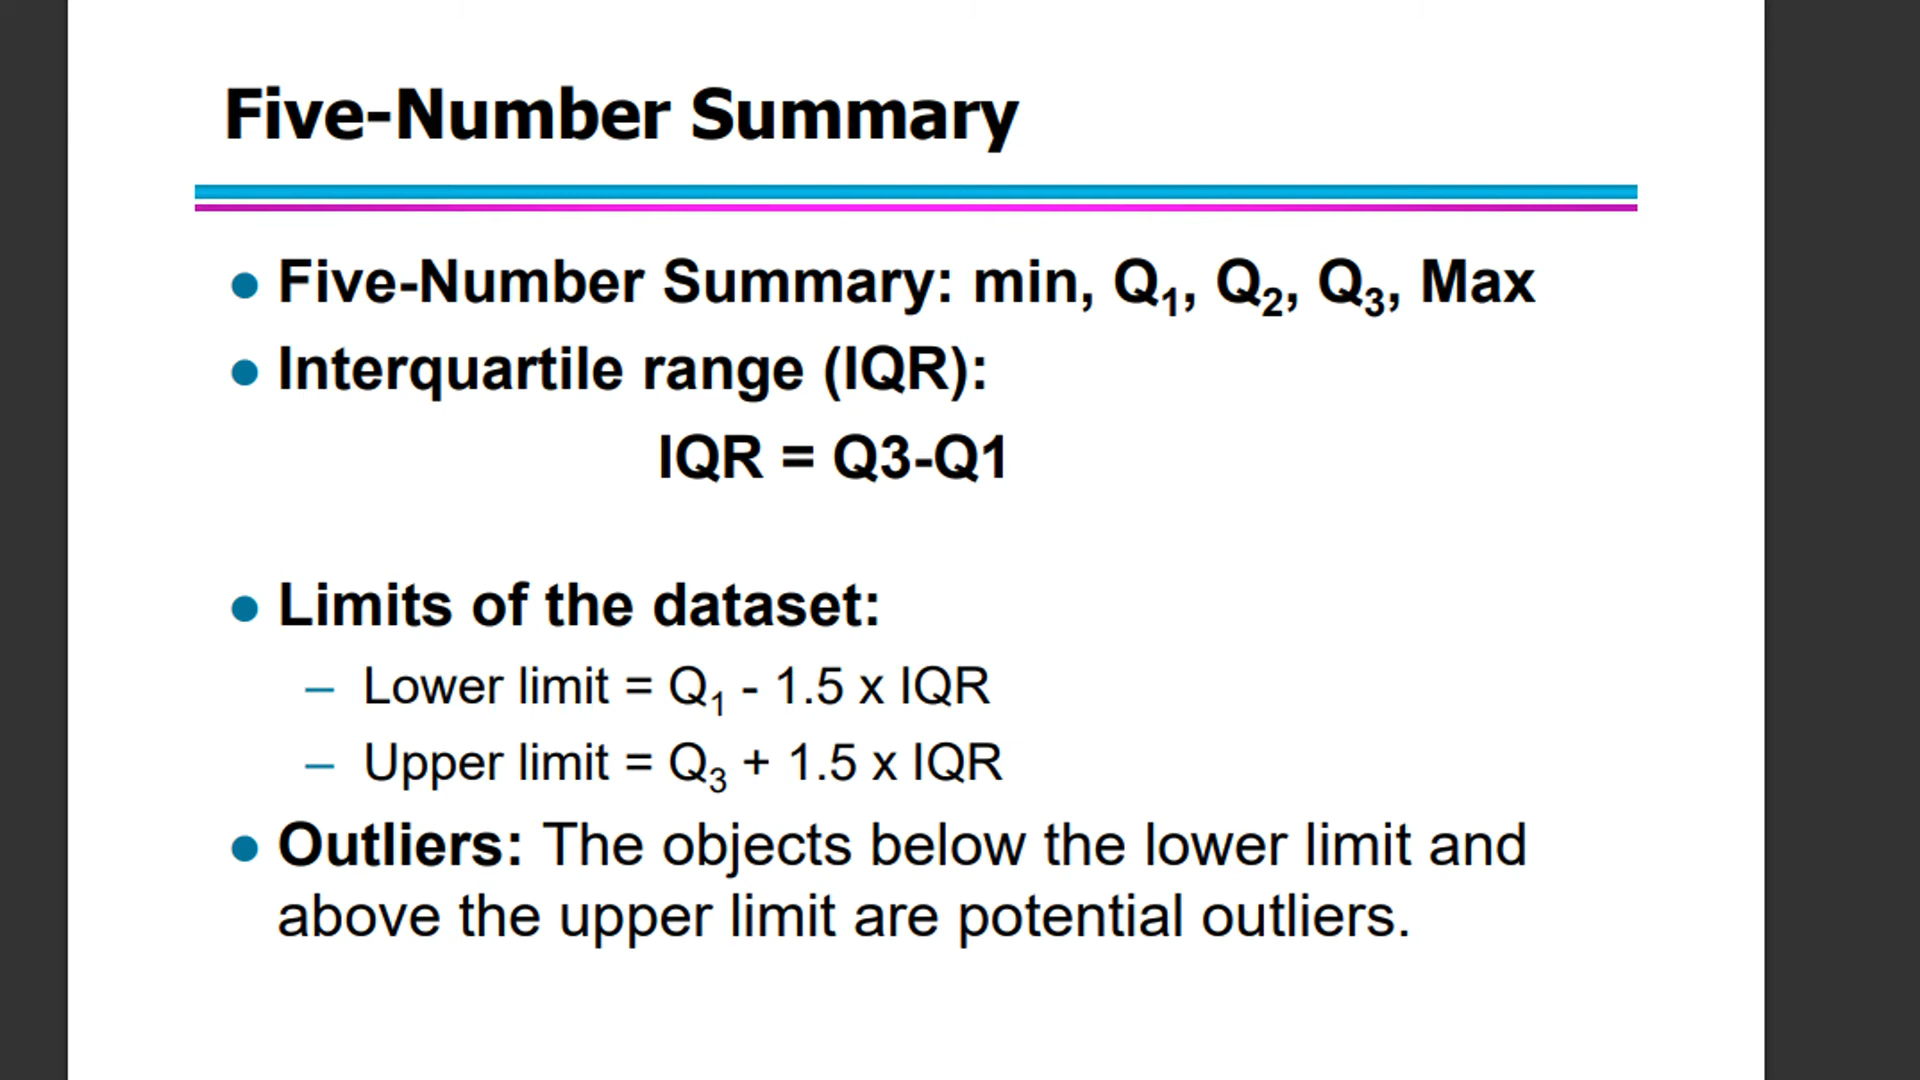 Five-Number Summary
● Five-Number Summary: min, Q₁, Q₂, Q₃, Max
● Interquartile range (IQR):
IQR = Q3-Q1
● Limits of the dataset:
– Lower limit = Q₁ - 1.5 x IQR
– Upper limit = Q₃ + 1.5 x IQR
● Outliers: The objects below the lower limit and
above the upper limit are potential outliers.